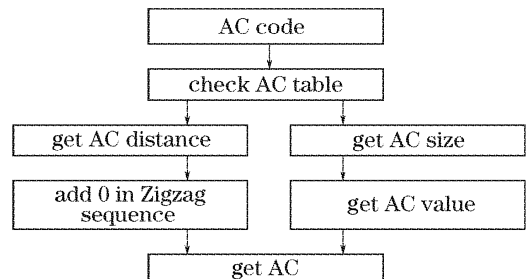 AC code
check AC table
get AC distance
get AC size
add 0 in Zigzag
sequence
get AC value
get AC